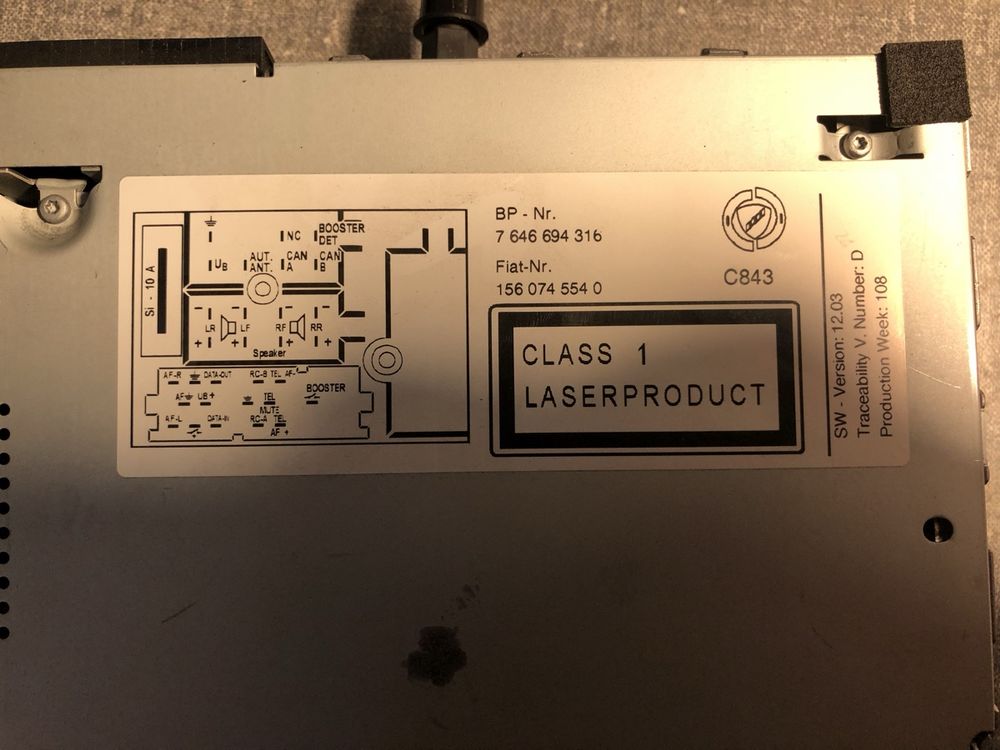 Si - 10 A
NC
BOOSTER
DET
UB
AUT.
ANT.
CAN
A
CAN
B
- - - -
LR LF RF RR
+ + + +
Speaker
AF-R DATA-OUT RC-B TEL AF-
AF UB+ TEL BOOSTER
MUTE
AF-L DATA-IN RC-A TEL
AF +
BP - Nr.
7 646 694 316
Fiat-Nr.
156 074 554 0
C843
CLASS 1
LASERPRODUCT
SW - Version: 12.03
Traceability V. Number: D
Production Week: 108